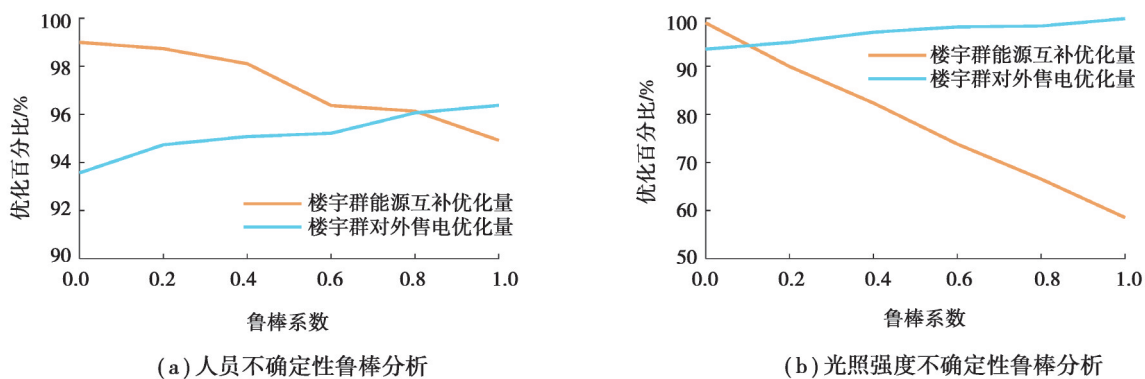 优化百分比/%
100
98
96
94
92
90
楼宇群能源互补优化量
楼宇群对外售电优化量
0.0 0.2 0.4 0.6 0.8 1.0
鲁棒系数
(a)人员不确定性鲁棒分析
优化百分比/%
100
90
80
70
60
50
楼宇群能源互补优化量
楼宇群对外售电优化量
0.0 0.2 0.4 0.6 0.8 1.0
鲁棒系数
(b)光照强度不确定性鲁棒分析